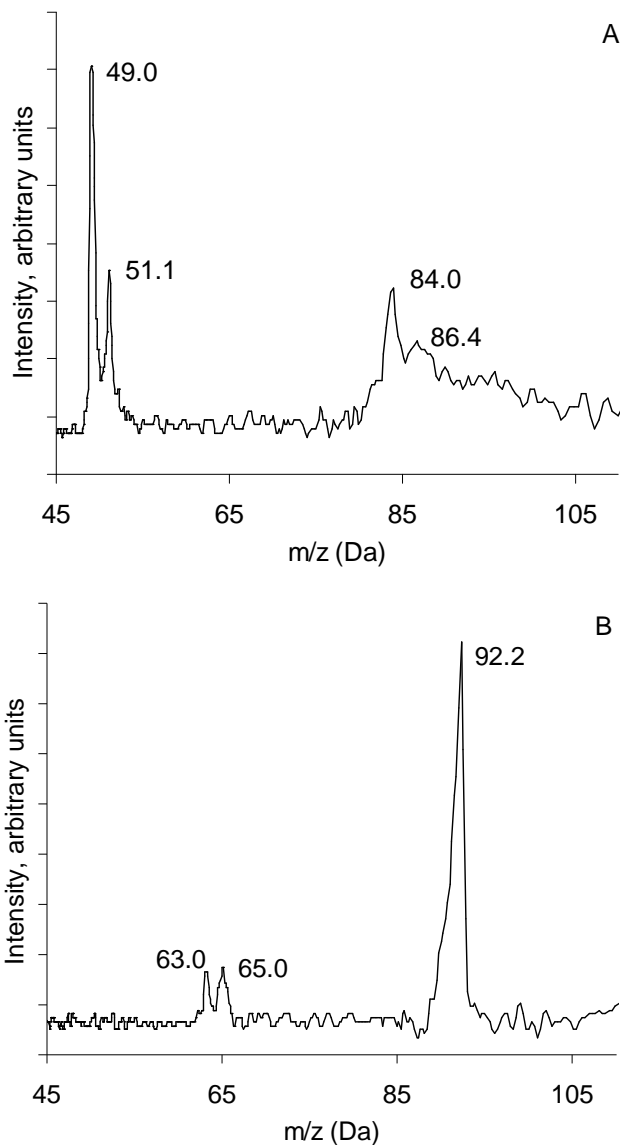 A
Intensity, arbitrary units
49.0
51.1
84.0
86.4
45 65 85 105
m/z (Da)
B
Intensity, arbitrary units
92.2
63.0 65.0
45 65 85 105
m/z (Da)